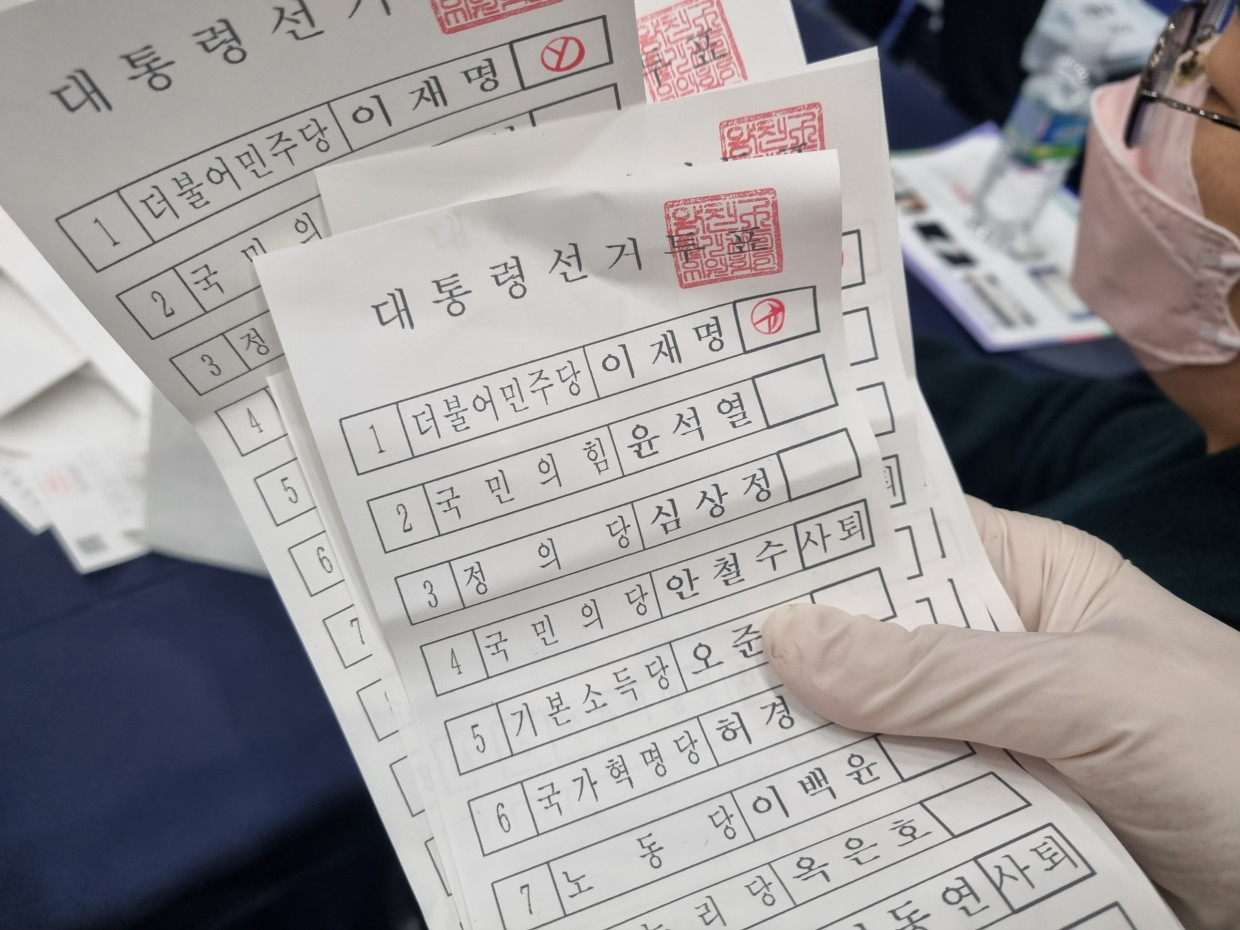 대통령선거
1 더불어민주당 이재명
2 국민의
3 정
4
5
6
7
투표
대통령선거투표
1 더불어민주당 이재명
2 국민의힘 윤석열
3 정의당 심상정
4 국민의당 안철수 사퇴
5 기본소득당 오준
6 국가혁명당 허경
7 노동당 이백윤
리당 옥은호
동연 사퇴